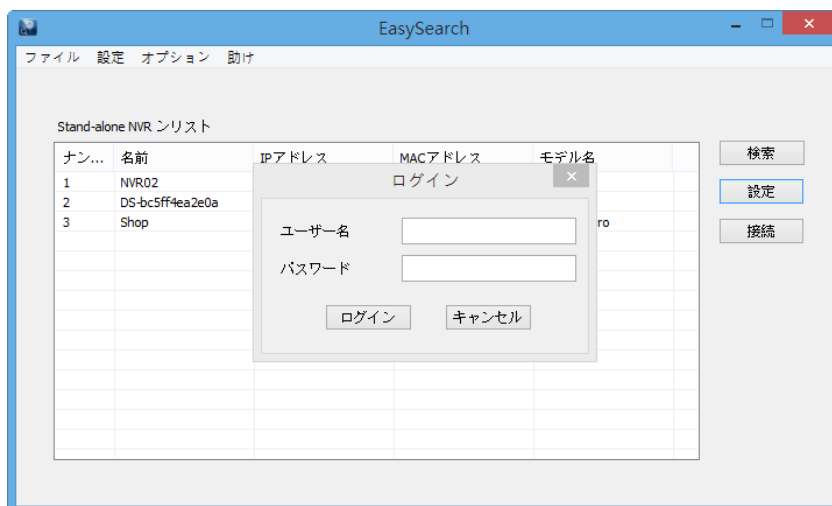 EasySearch
ファイル 設定 オプション 助け
Stand-alone NVR ンリスト
ナン... 名前 IPアドレス MACアドレス モデル名
検索
ログイン
1 NVR02
設定
2 DS-bc5ff4ea2e0a
3 Shop ro
接続
ユーザー名
パスワード
ログイン キャンセル